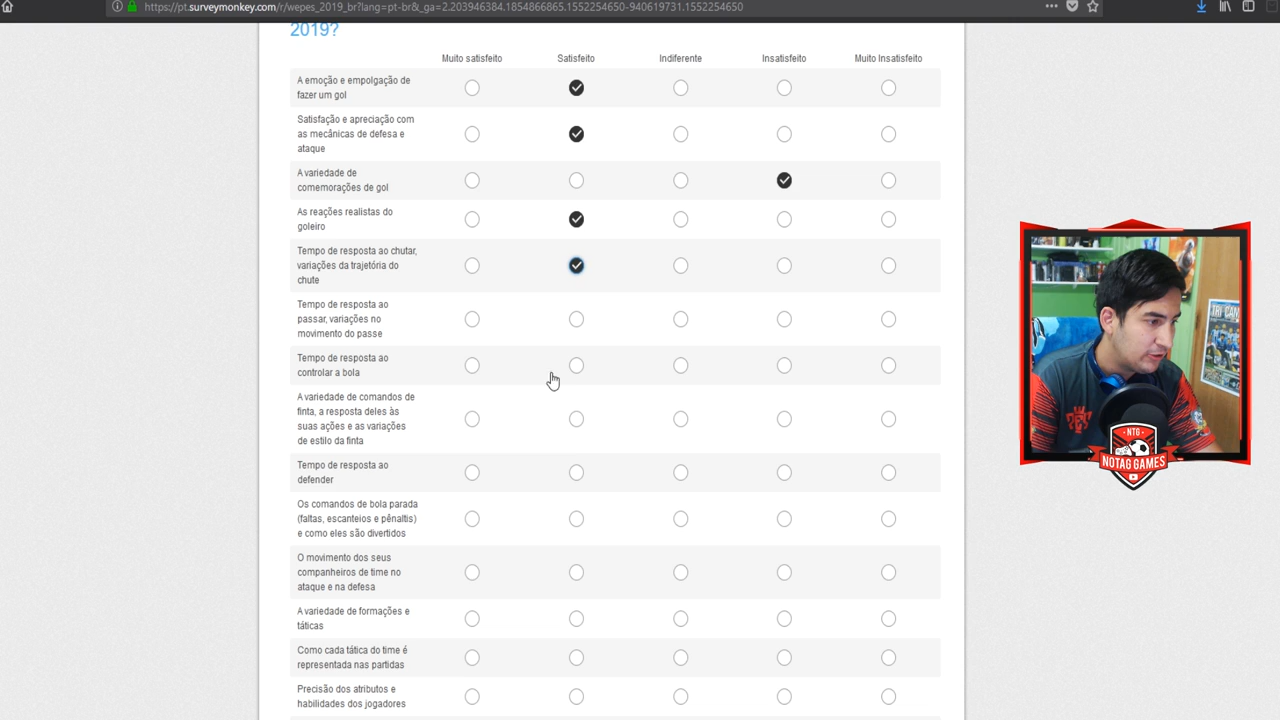 https://pt.surveymonkey.com/r/wepes_2019_br?lang=pt-br&_ga=2.203946384.1854866865.1552254650-940619731.1552254650
2019?
Muito satisfeito Satisfeito Indiferente Insatisfeito Muito Insatisfeito
A emoção e empolgação de
fazer um gol
Satisfação e apreciação com
as mecânicas de defesa e
ataque
A variedade de
comemorações de gol
As reações realistas do
goleiro
Tempo de resposta ao chutar,
variações da trajetória do
chute
Tempo de resposta ao
passar, variações no
movimento do passe
Tempo de resposta ao
controlar a bola
A variedade de comandos de
finta, a resposta deles às
suas ações e as variações
de estilo da finta
Tempo de resposta ao
defender
Os comandos de bola parada
(faltas, escanteios e pênaltis)
e como eles são divertidos
O movimento dos seus
companheiros de time no
ataque e na defesa
A variedade de formações e
táticas
Como cada tática do time é
representada nas partidas
Precisão dos atributos e
habilidades dos jogadores
TRI CAM
NTG
NOTAG GAMES